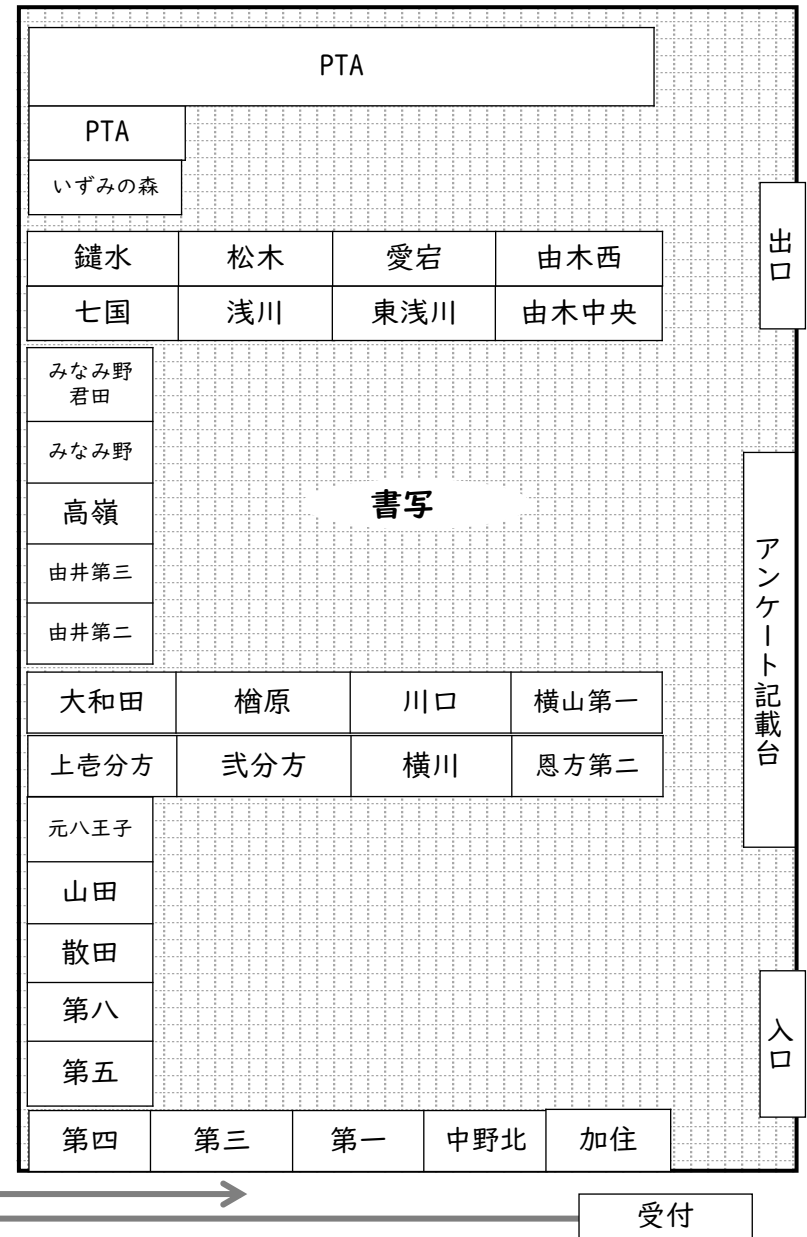 PTA
PTA
いずみの森
鑓水 松木 愛宕 由木西
七国 浅川 東浅川 由木中央
出口
みなみ野
君田
みなみ野
高嶺
書写
由井第三
由井第二
アンケート記載台
大和田 楢原 川口 横山第一
上壱分方 弐分方 横川 恩方第二
元八王子
山田
散田
第八
第五
入口
第四 第三 第一 中野北 加住
受付